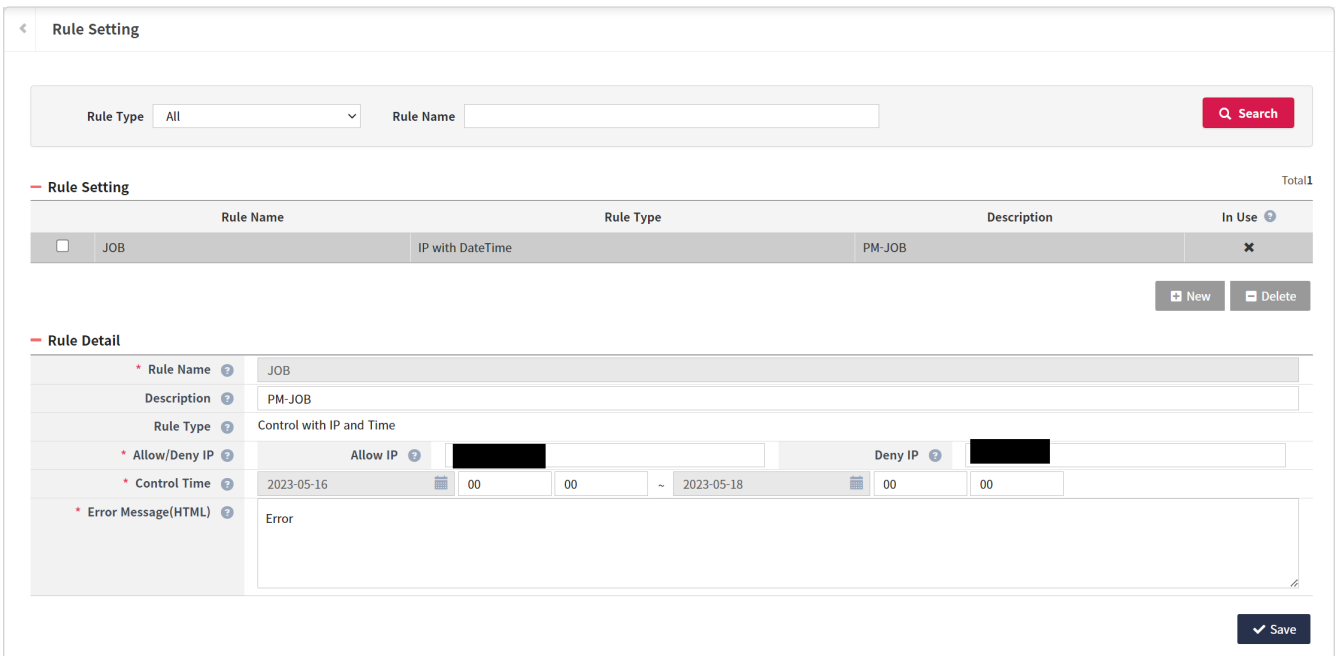 Rule Setting
Rule Type All Rule Name Search
Rule Setting Total1
Rule Name Rule Type Description In Use ?
JOB IP with DateTime PM-JOB
New Delete
Rule Detail
* Rule Name ? JOB
Description ? PM-JOB
Rule Type ? Control with IP and Time
* Allow/Deny IP ? Allow IP ? Deny IP ?
* Control Time ? 2023-05-16 00 00 ~ 2023-05-18 00 00
* Error Message(HTML) ? Error
Save